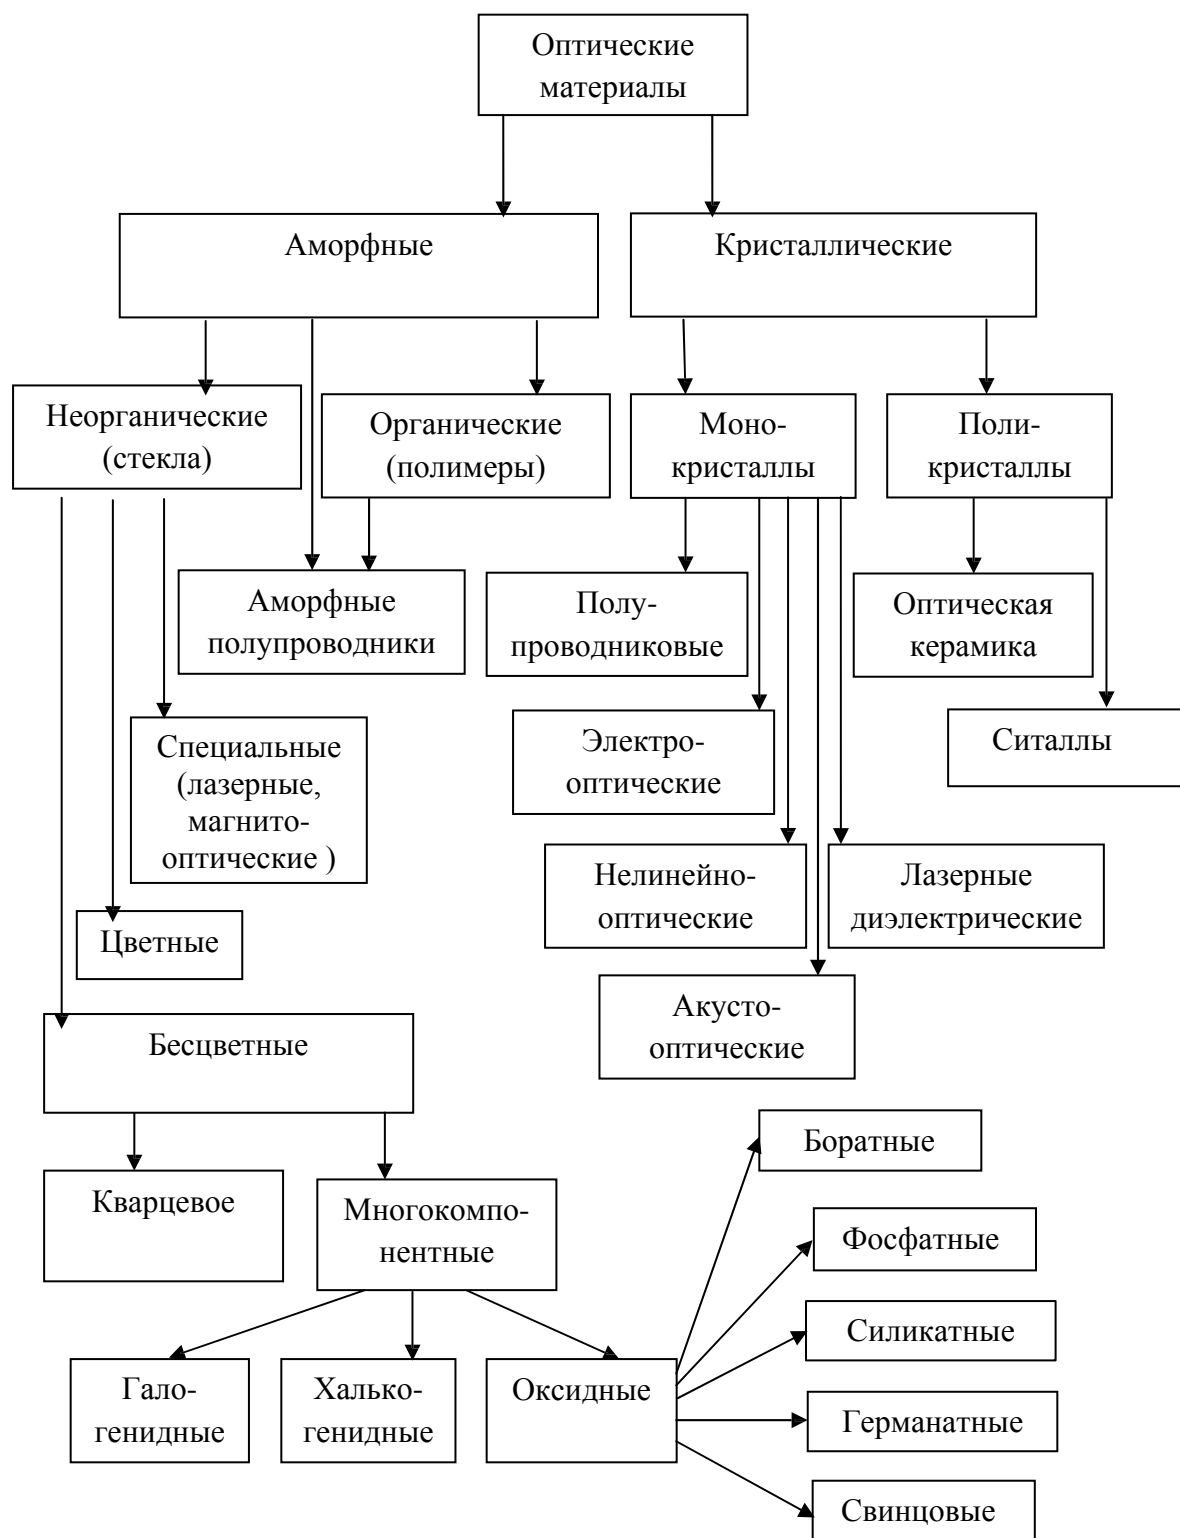 Оптические
материалы
Аморфные
Кристаллические
Неорганические
(стекла)
Органические
(полимеры)
Моно-
кристаллы
Поли-
кристаллы
Аморфные
полупроводники
Полу-
проводниковые
Оптическая
керамика
Специальные
(лазерные,
магнито-
оптические )
Электро-
оптические
Ситаллы
Нелинейно-
оптические
Лазерные
диэлектрические
Цветные
Акусто-
оптические
Бесцветные
Кварцевое
Многокомпо-
нентные
Боратные
Фосфатные
Силикатные
Гало-
генидные
Халько-
генидные
Оксидные
Германатные
Свинцовые